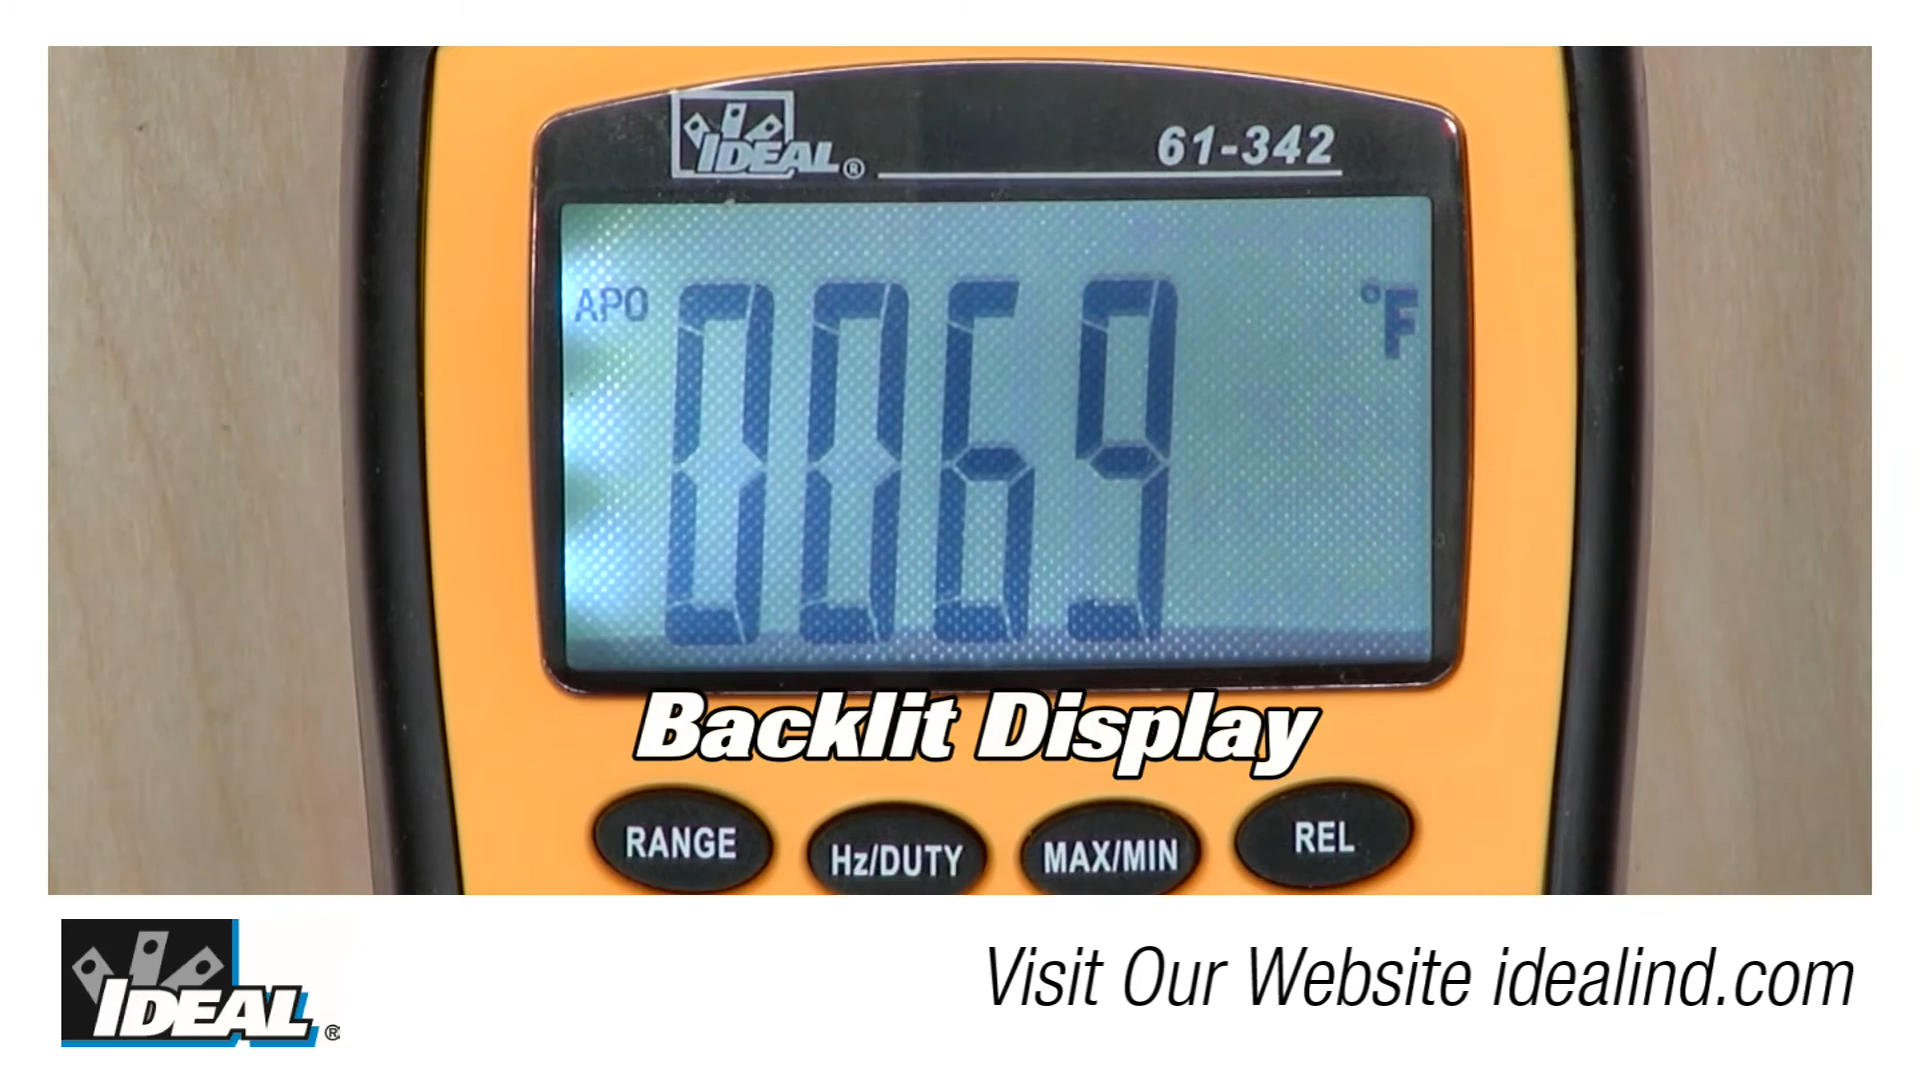 IDEAL®
61-342
APO
0069
°F
Backlit Display
RANGE
Hz/DUTY
MAX/MIN
REL
IDEAL®
Visit Our Website idealind.com